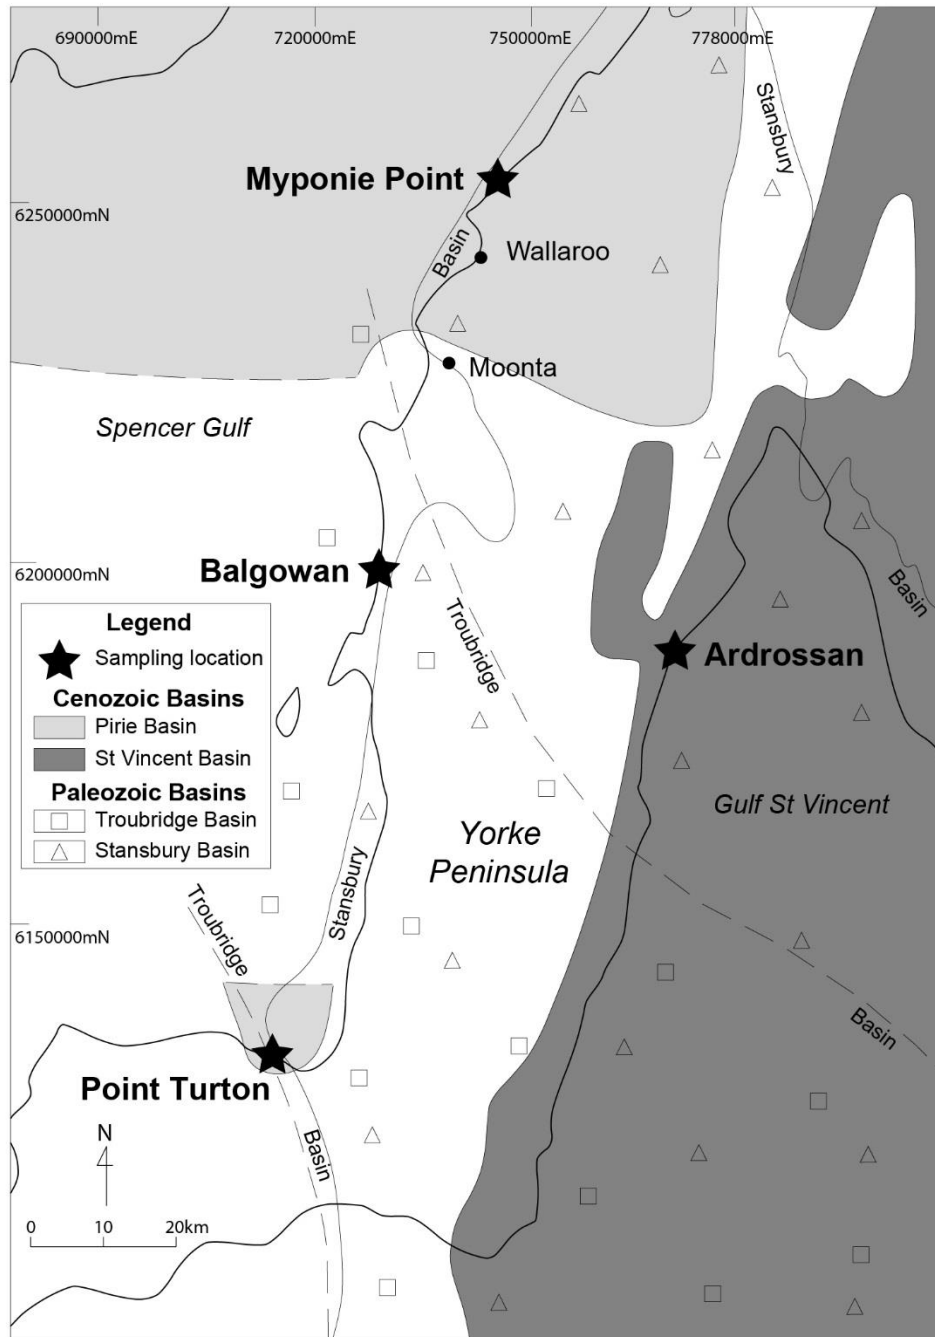 690000mE
720000mE
750000mE
778000mE
Stansbury
Myponie Point
6250000mN
Basin
Wallaroo
Moonta
Spencer Gulf
Balgowan
6200000mN
Basin
Troubridge
Ardrossan
Legend
Sampling location
Cenozoic Basins
Pirie Basin
St Vincent Basin
Paleozoic Basins
Troubridge Basin
Stansbury Basin
Gulf St Vincent
Yorke
Peninsula
Stansbury
Troubridge
6150000mN
Basin
Point Turton
N
Basin
0 10 20km